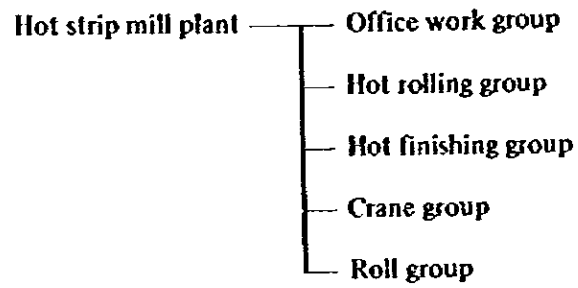 Hot strip mill plant
Office work group
Hot rolling group
Hot finishing group
Crane group
Roll group